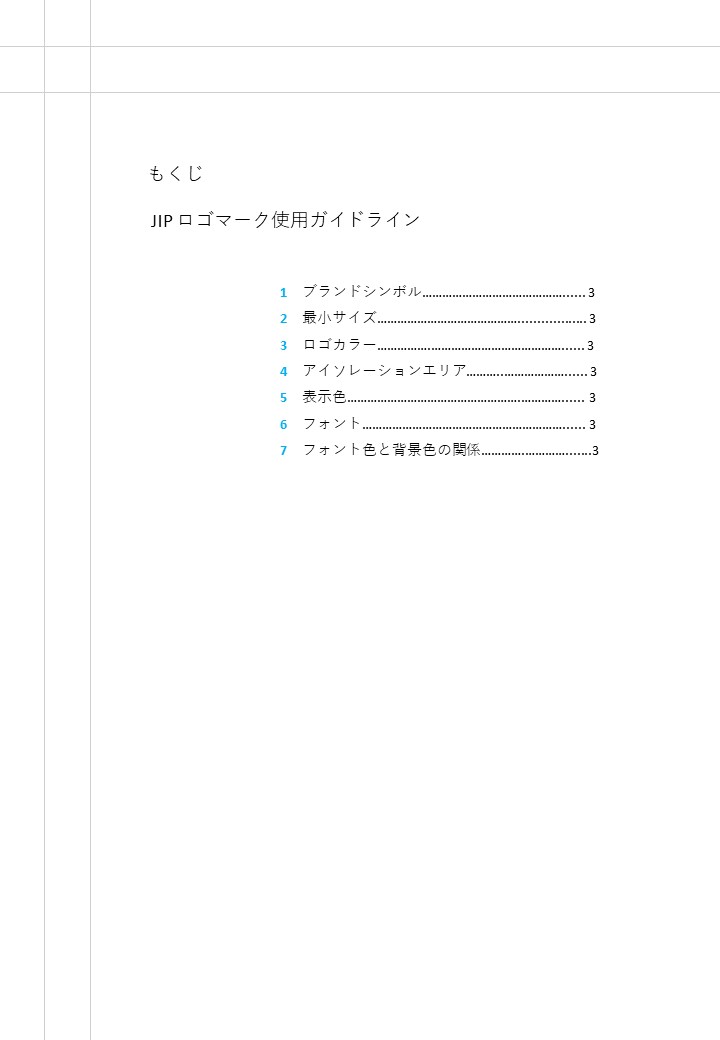 もくじ
JIP ロゴマーク使用ガイドライン
1 ブランドシンボル............................................ 3
2 最小サイズ........................................................ 3
3 ロゴカラー........................................................ 3
4 アイソレーションエリア................................ 3
5 表示色................................................................ 3
6 フォント............................................................ 3
7 フォント色と背景色の関係..............................3